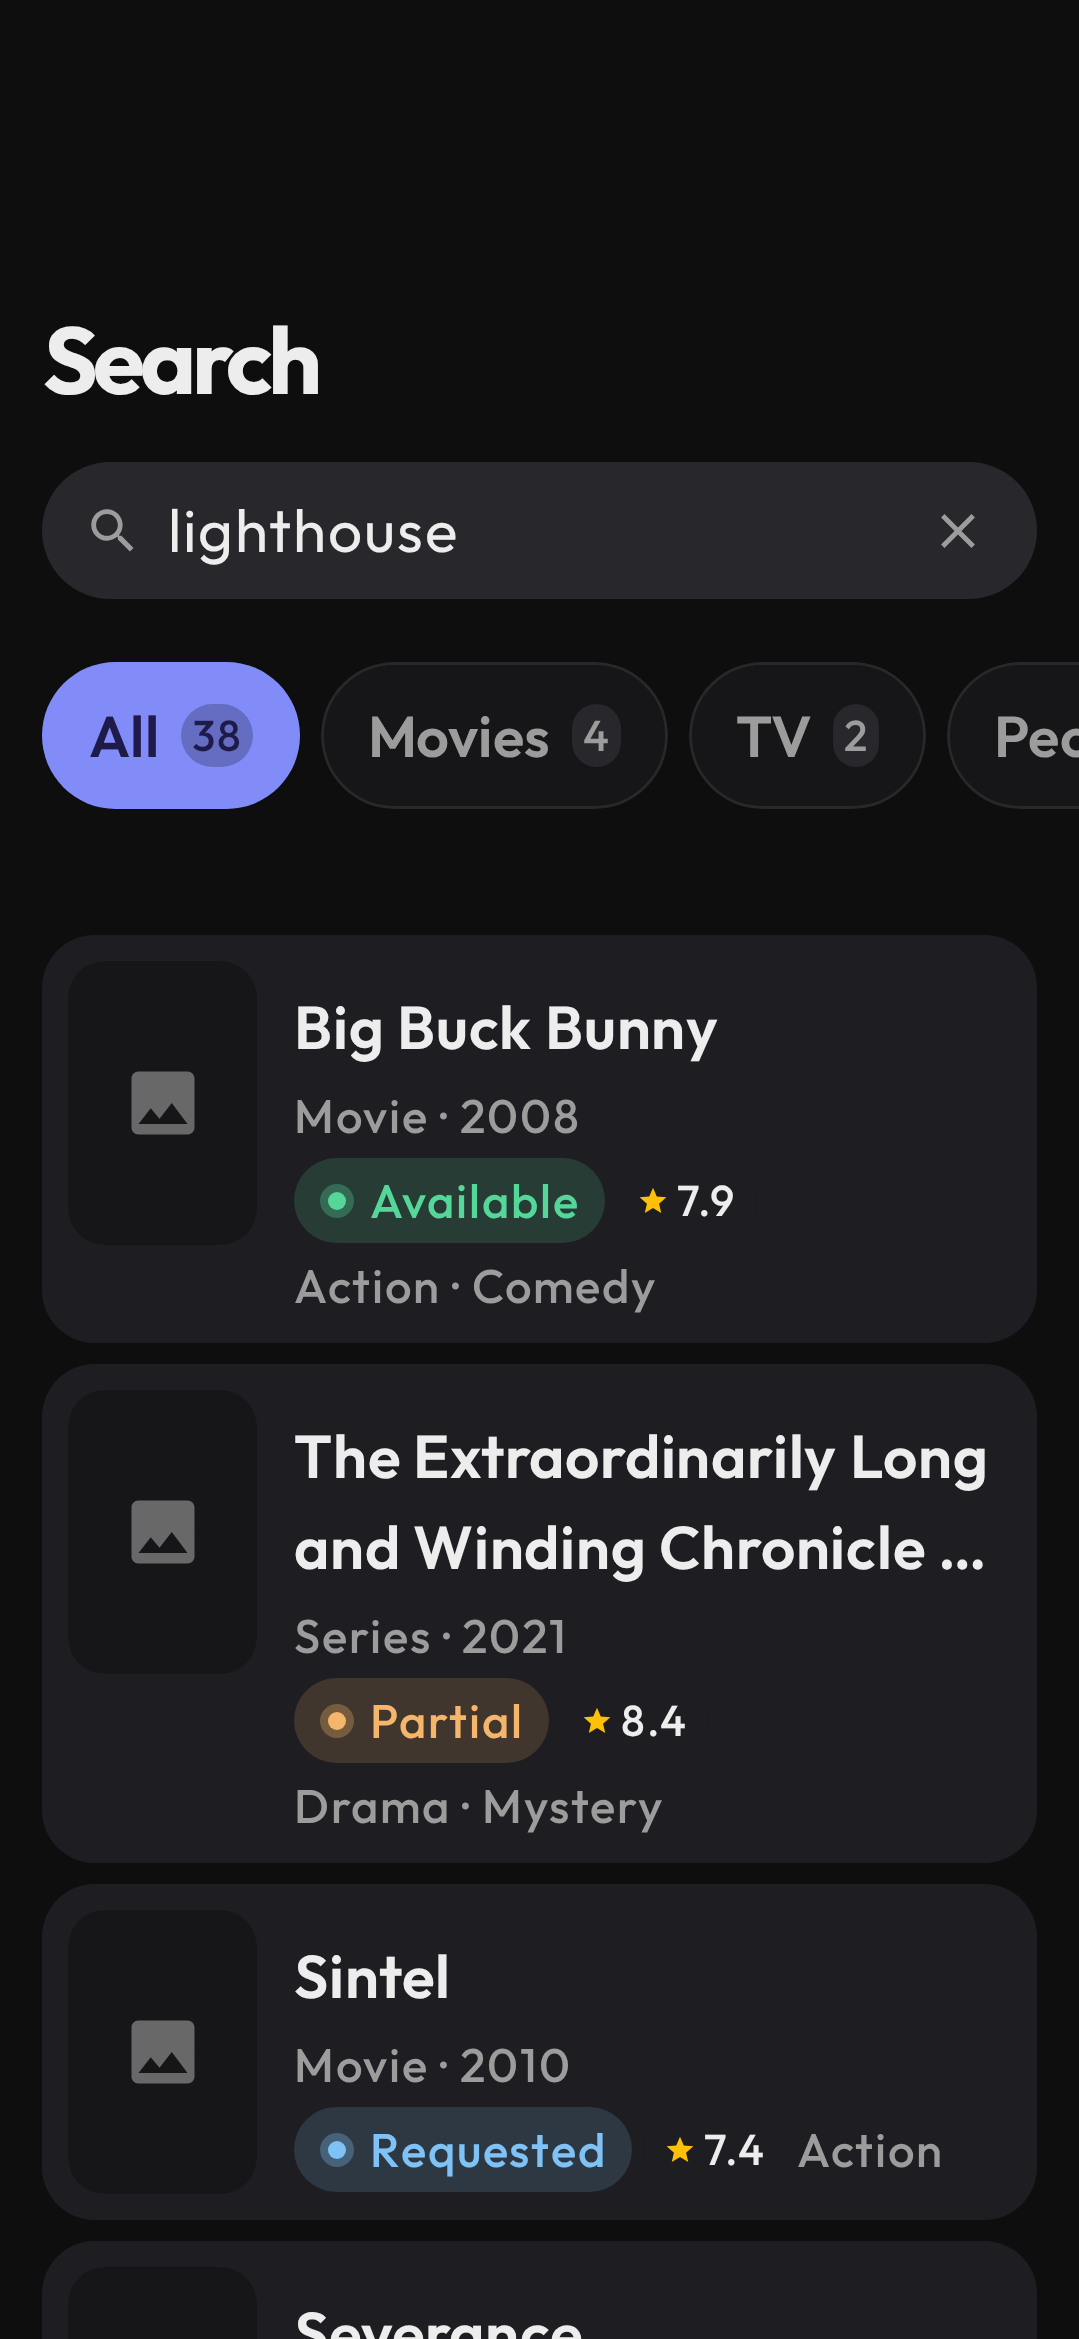 Search
lighthouse
All 38 Movies 4 TV 2
Big Buck Bunny
Movie · 2008
Available 7.9
Action · Comedy
The Extraordinarily Long
and Winding Chronicle ...
Series · 2021
Partial 8.4
Drama · Mystery
Sintel
Movie · 2010
Requested 7.4 Action
Severance